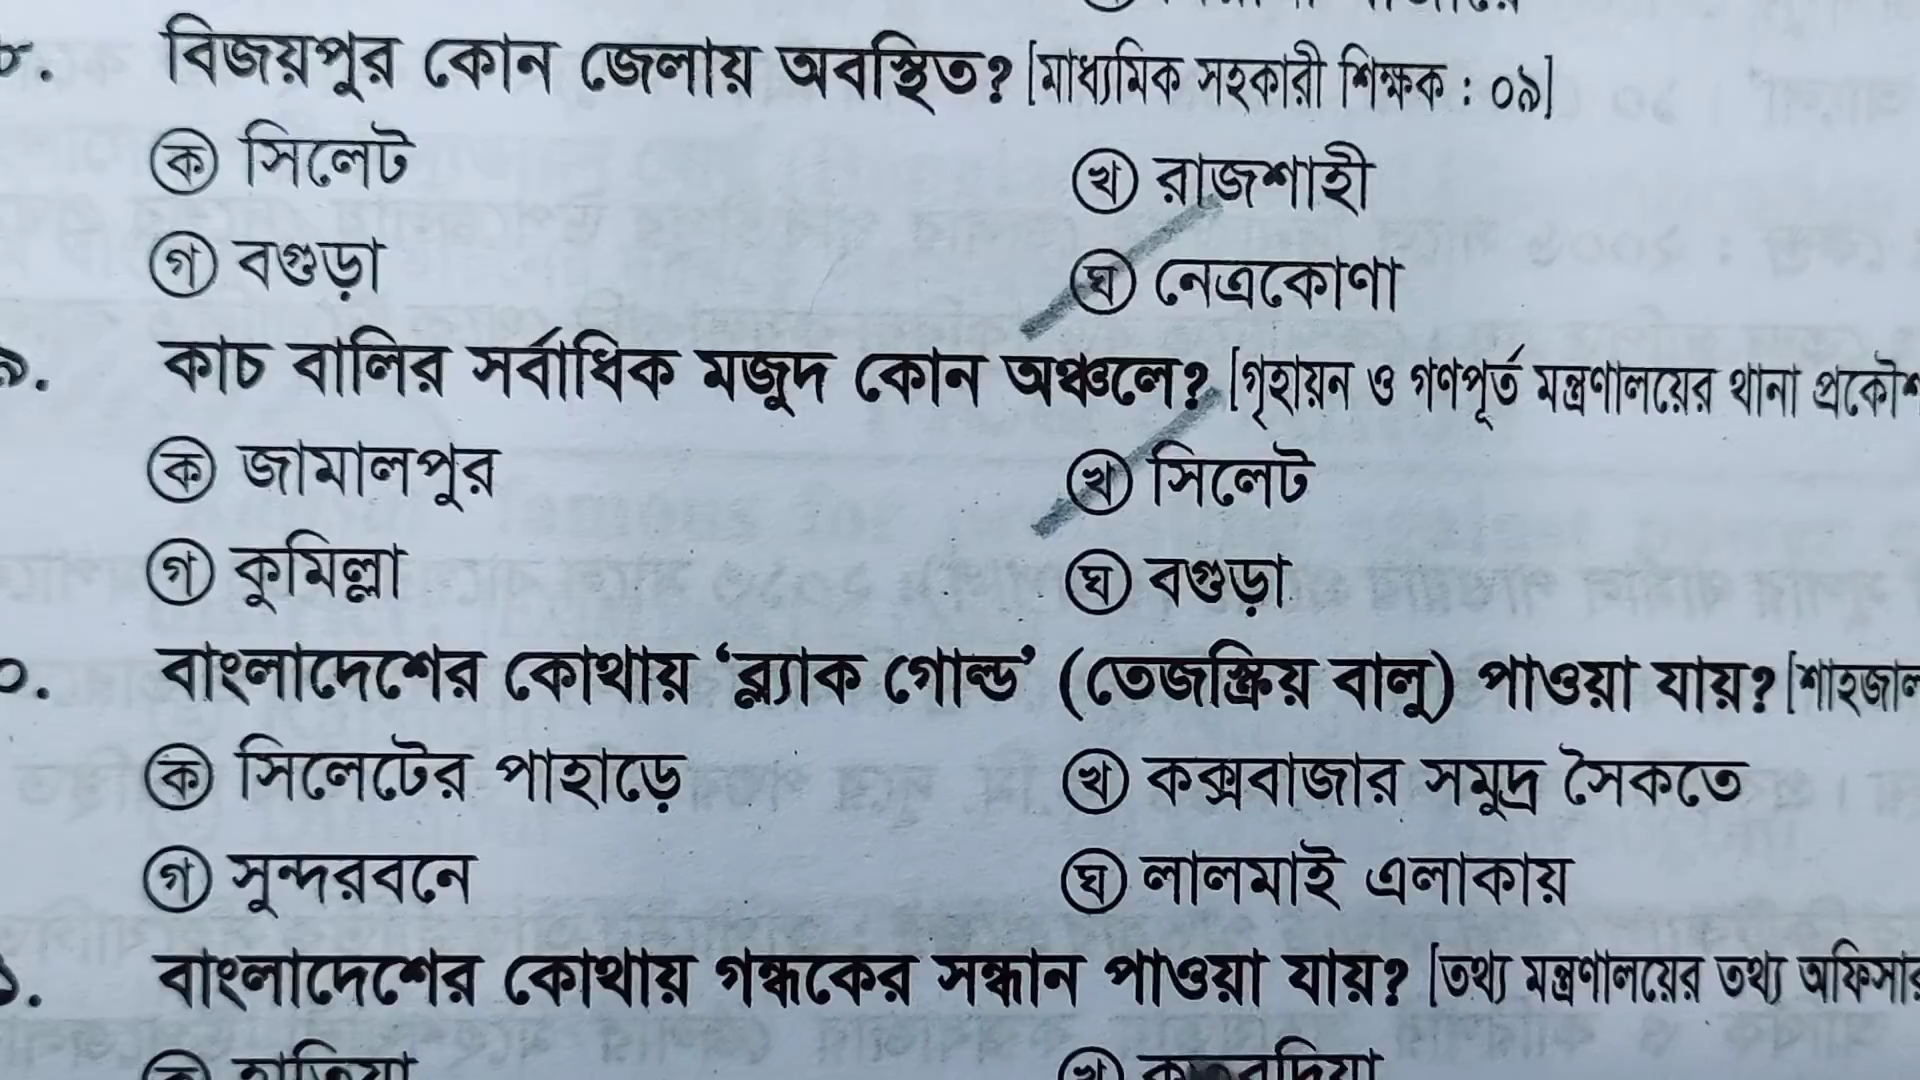 ৮. বিজয়পুর কোন জেলায় অবস্থিত? [মাধ্যমিক সহকারী শিক্ষক : ০৯]
ক সিলেট খ রাজশাহী
গ বগুড়া ঘ নেত্রকোণা
৯. কাচ বালির সর্বাধিক মজুদ কোন অঞ্চলে? [গৃহায়ন ও গণপূর্ত মন্ত্রণালয়ের থানা প্রকৌশ
ক জামালপুর খ সিলেট
গ কুমিল্লা ঘ বগুড়া
০. বাংলাদেশের কোথায় ‘ব্ল্যাক গোল্ড’ (তেজস্ক্রিয় বালু) পাওয়া যায়? [শাহজাল
ক সিলেটের পাহাড়ে খ কক্সবাজার সমুদ্র সৈকতে
গ সুন্দরবনে ঘ লালমাই এলাকায়
১. বাংলাদেশের কোথায় গন্ধকের সন্ধান পাওয়া যায়? [তথ্য মন্ত্রণালয়ের তথ্য অফিসার
ক হাতিয়া খ